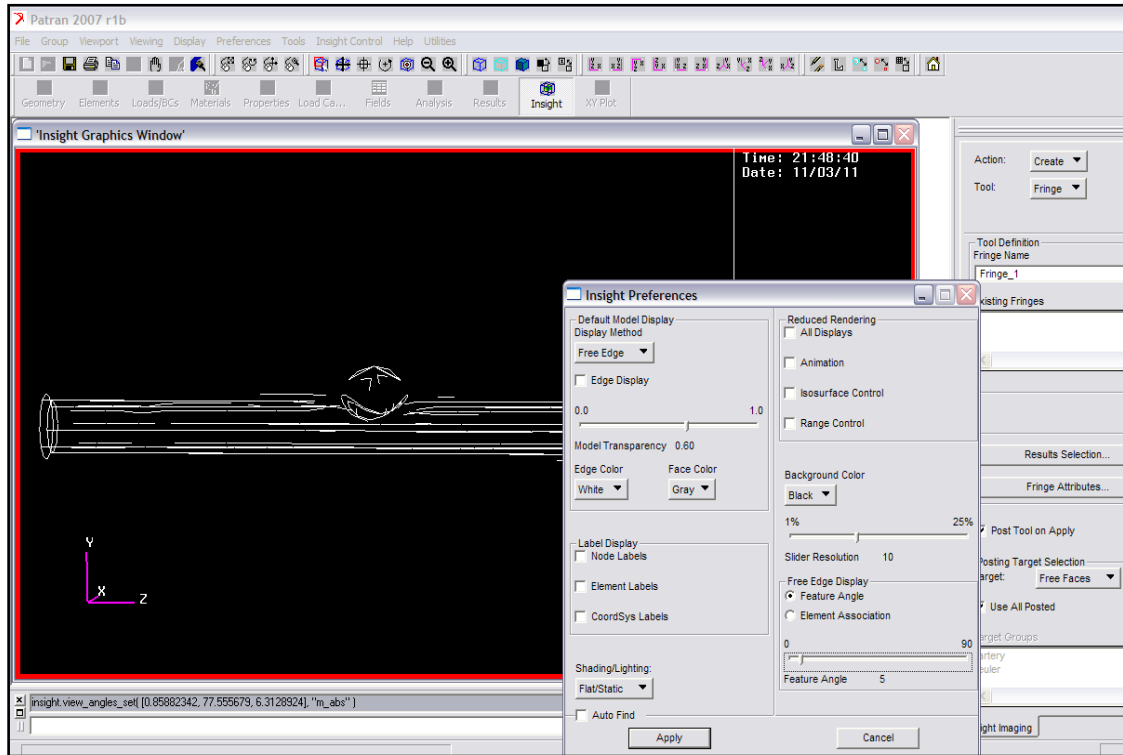 Patran 2007 r1b
File Group Viewport Viewing Display Preferences Tools Insight Control Help Utilities
Geometry Elements Loads/BCs Materials Properties Load Ca... Fields Analysis Results Insight XY Plot
'Insight Graphics Window'
Time: 21:48:40
Date: 11/03/11
Y
X
Z
Action: Create
Tool: Fringe
Tool Definition
Fringe Name
Fringe_1
xisting Fringes
Results Selection...
Fringe Attributes...
Post Tool on Apply
Posting Target Selection
arget: Free Faces
Use All Posted
arget Groups
artery
euler
ight Imaging
Insight Preferences
Default Model Display
Display Method
Free Edge
Edge Display
0.0 1.0
Model Transparency 0.60
Edge Color Face Color
White Gray
Label Display
Node Labels
Element Labels
CoordSys Labels
Shading/Lighting:
Flat/Static
Auto Find
Reduced Rendering
All Displays
Animation
Isosurface Control
Range Control
Background Color
Black
1% 25%
Slider Resolution 10
Free Edge Display
Feature Angle
Element Association
0 90
Feature Angle 5
Apply Cancel
insight.view_angles_set( [0.85882342, 77.555679, 6.3128924], "m_abs" )